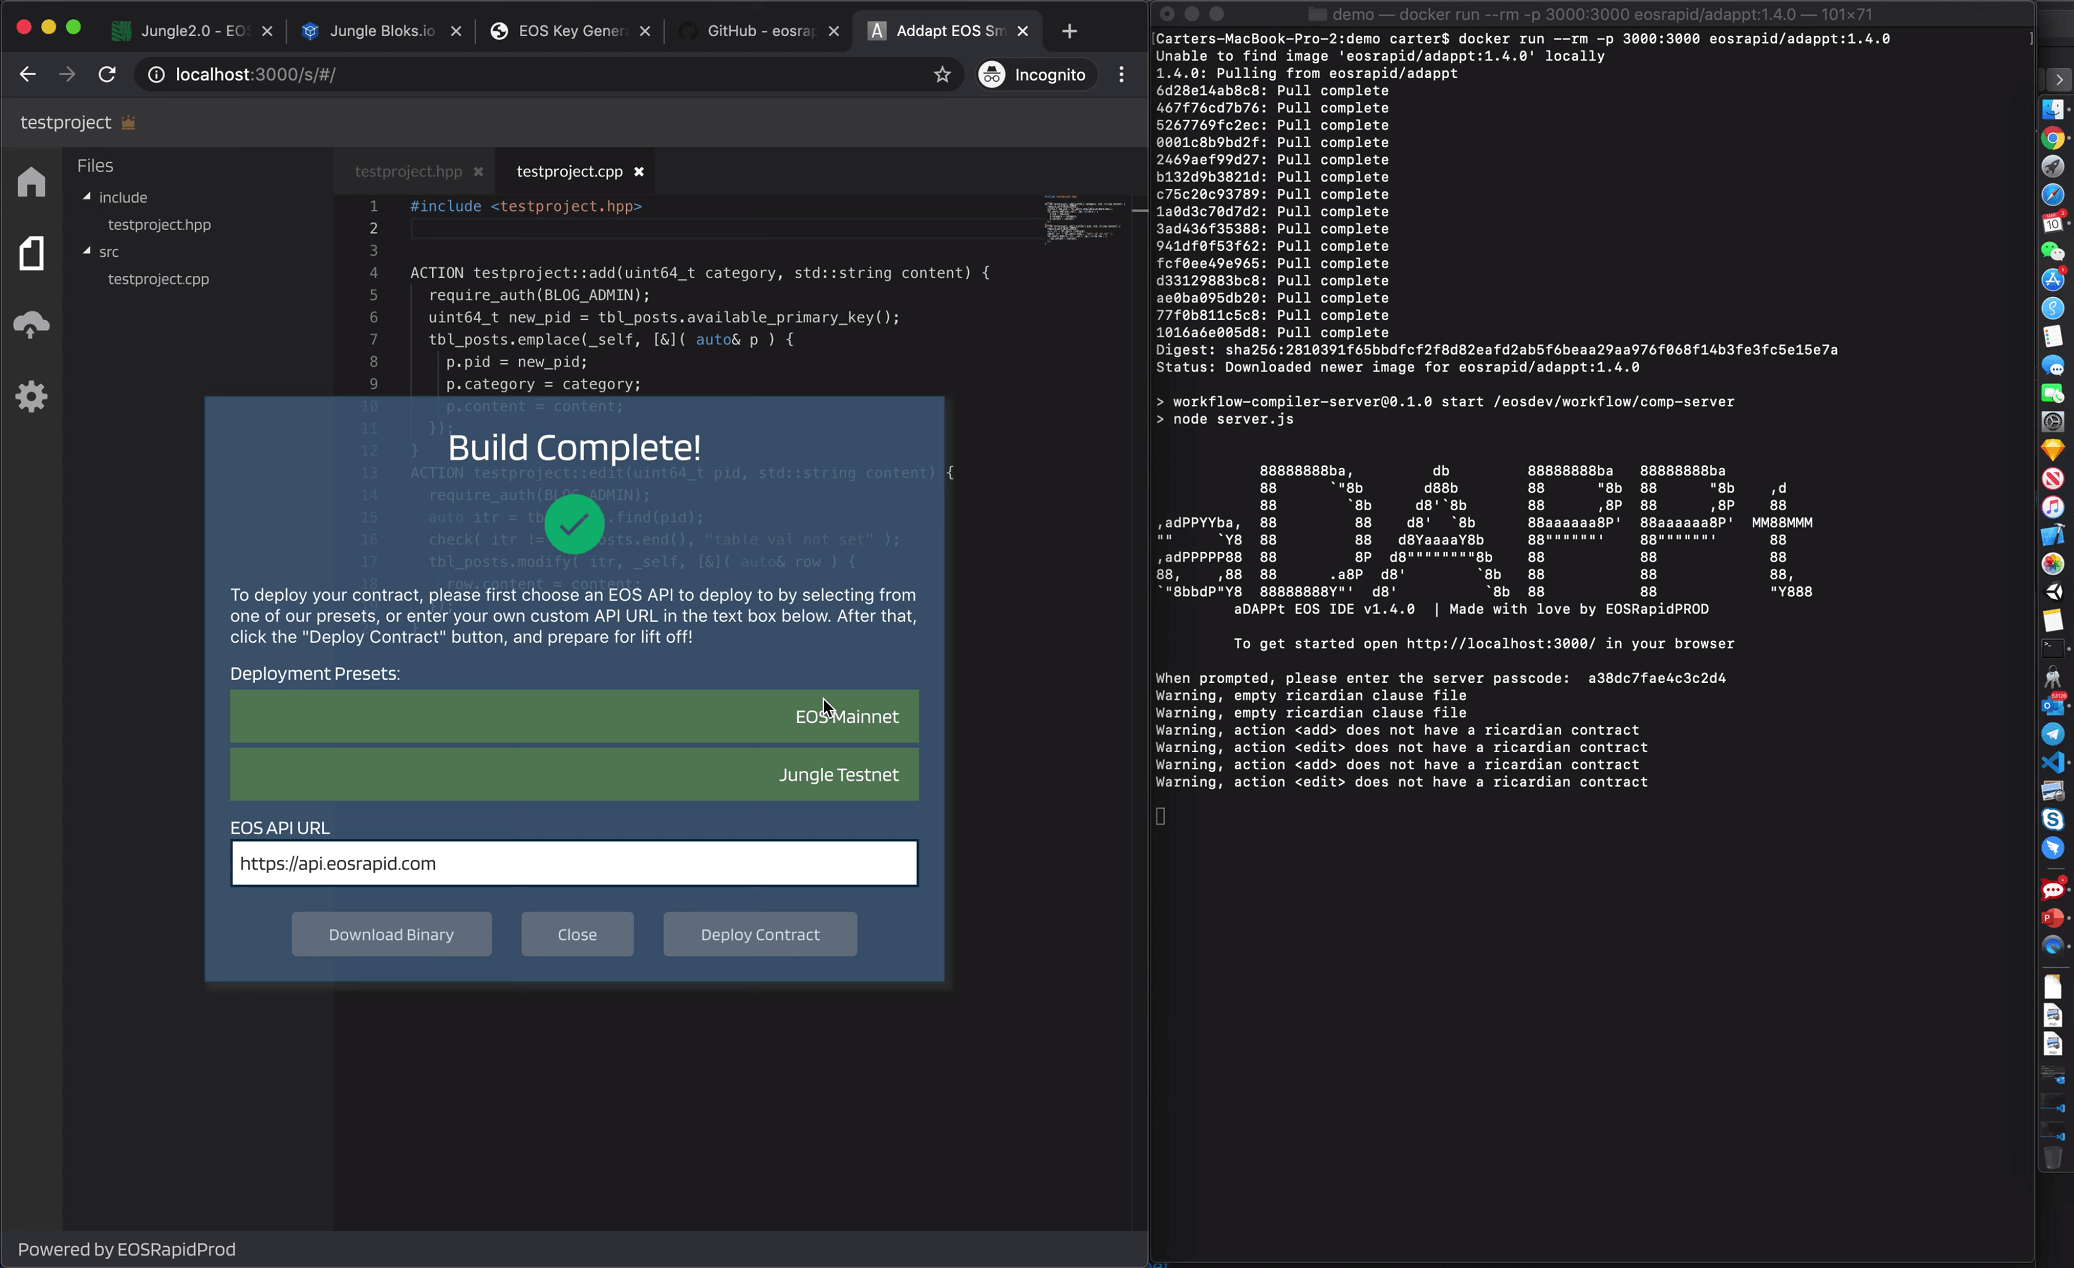 Jungle2.0 - EOS
Jungle Bloks.io
EOS Key Gener
GitHub - eosrap
Addapt EOS Sm
localhost:3000/s/#/
Incognito
testproject
Files
include
testproject.hpp
src
testproject.cpp
testproject.hpp
testproject.cpp
1 #include <testproject.hpp>
2
3
4 ACTION testproject::add(uint64_t category, std::string content) {
5 require_auth(BLOG_ADMIN);
6 uint64_t new_pid = tbl_posts.available_primary_key();
7 tbl_posts.emplace(_self, [&]( auto& p ) {
8 p.pid = new_pid;
9 p.category = category;
10 p.content = content;
11 });
12 }
13 ACTION testproject::edit(uint64_t pid, std::string content) {
14 require_auth(BLOG_ADMIN);
15 auto itr = tb .find(pid);
16 check( itr != osts.end(), "table val not set" );
17 tbl_posts.modify( itr, _self, [&]( auto& row ) {
18 row.content = content;
Build Complete!
To deploy your contract, please first choose an EOS API to deploy to by selecting from
one of our presets, or enter your own custom API URL in the text box below. After that,
click the "Deploy Contract" button, and prepare for lift off!
Deployment Presets:
EOS Mainnet
Jungle Testnet
EOS API URL
https://api.eosrapid.com
Download Binary
Close
Deploy Contract
Powered by EOSRapidProd
demo — docker run --rm -p 3000:3000 eosrapid/adappt:1.4.0 — 101×71
[Carters-MacBook-Pro-2:demo carter$ docker run --rm -p 3000:3000 eosrapid/adappt:1.4.0 ]
Unable to find image 'eosrapid/adappt:1.4.0' locally
1.4.0: Pulling from eosrapid/adappt
6d28e14ab8c8: Pull complete
467f76cd7b76: Pull complete
5267769fc2ec: Pull complete
0001c8b9bd2f: Pull complete
2469aef99d27: Pull complete
b132d9b3821d: Pull complete
c75c20c93789: Pull complete
1a0d3c70d7d2: Pull complete
3ad436f35388: Pull complete
941df0f53f62: Pull complete
fcf0ee49e965: Pull complete
d33129883bc8: Pull complete
ae0ba095db20: Pull complete
77f0b811c5c8: Pull complete
1016a6e005d8: Pull complete
Digest: sha256:2810391f65bbdfcf2f8d82eafd2ab5f6beaa29aa976f068f14b3fe3fc5e15e7a
Status: Downloaded newer image for eosrapid/adappt:1.4.0
> workflow-compiler-server@0.1.0 start /eosdev/workflow/comp-server
> node server.js
88888888ba, db 88888888ba 88888888ba
88 `"8b d88b 88 "8b 88 "8b ,d
88 `8b d8'`8b 88 ,8P 88 ,8P 88
,adPPYYba, 88 88 d8' `8b 88aaaaaa8P' 88aaaaaa8P' MM88MMM
"" `Y8 88 88 d8YaaaaY8b 88""""""' 88""""""' 88
,adPPPPP88 88 8P d8""""""""8b 88 88 88
88, ,88 88 .a8P d8' `8b 88 88 88,
`"8bbdP"Y8 88888888Y"' d8' `8b 88 88 "Y888
aDAPPt EOS IDE v1.4.0 | Made with love by EOSRapidPROD
To get started open http://localhost:3000/ in your browser
When prompted, please enter the server passcode: a38dc7fae4c3c2d4
Warning, empty ricardian clause file
Warning, empty ricardian clause file
Warning, action <add> does not have a ricardian contract
Warning, action <edit> does not have a ricardian contract
Warning, action <add> does not have a ricardian contract
Warning, action <edit> does not have a ricardian contract